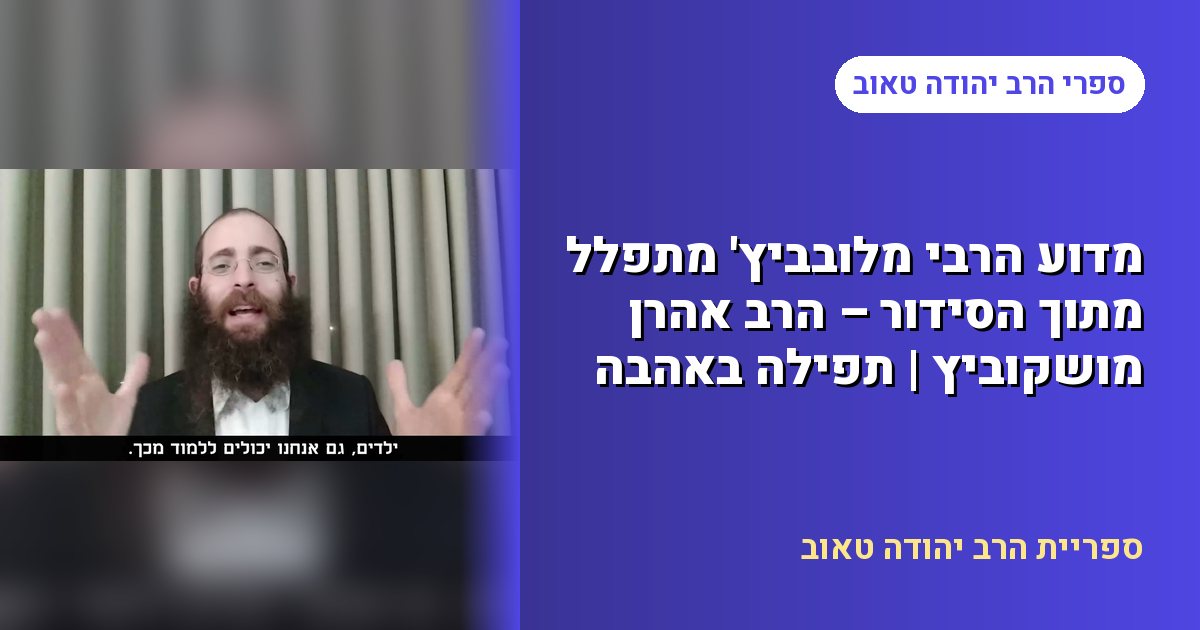 ספרי הרב יהודה טאוב
מדוע הרבי מלובביץ' מתפלל
מתוך הסידור – הרב אהרן
מושקוביץ | תפילה באהבה
ילדים, גם אנחנו יכולים ללמוד מכך.
ספריית הרב יהודה טאוב